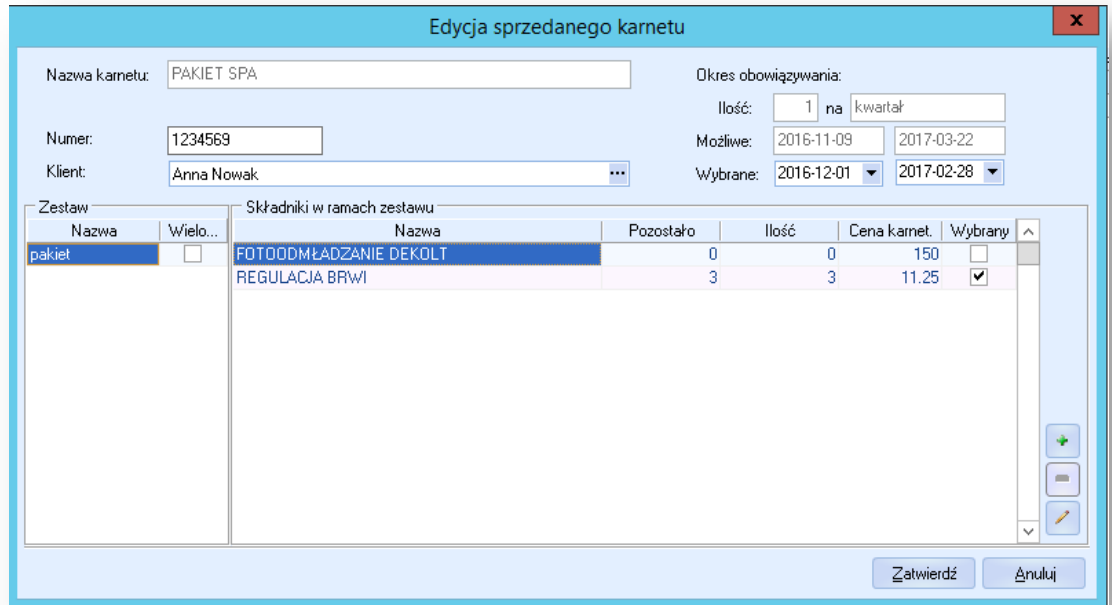 Edycja sprzedanego karnetu
x
Nazwa karnetu: PAKIET SPA
Okres obowiązywania:
Ilość: 1 na kwartał
Numer: 1234569
Możliwe: 2016-11-09 2017-03-22
Klient: Anna Nowak ...
Wybrane: 2016-12-01 2017-02-28
Zestaw
Składniki w ramach zestawu
Nazwa Wielo...
Nazwa Pozostało Ilość Cena karnet. Wybrany
pakiet
FOTOODMŁADZANIE DEKOLT 0 0 150
REGULACJA BRWI 3 3 11.25
Zatwierdź Anuluj